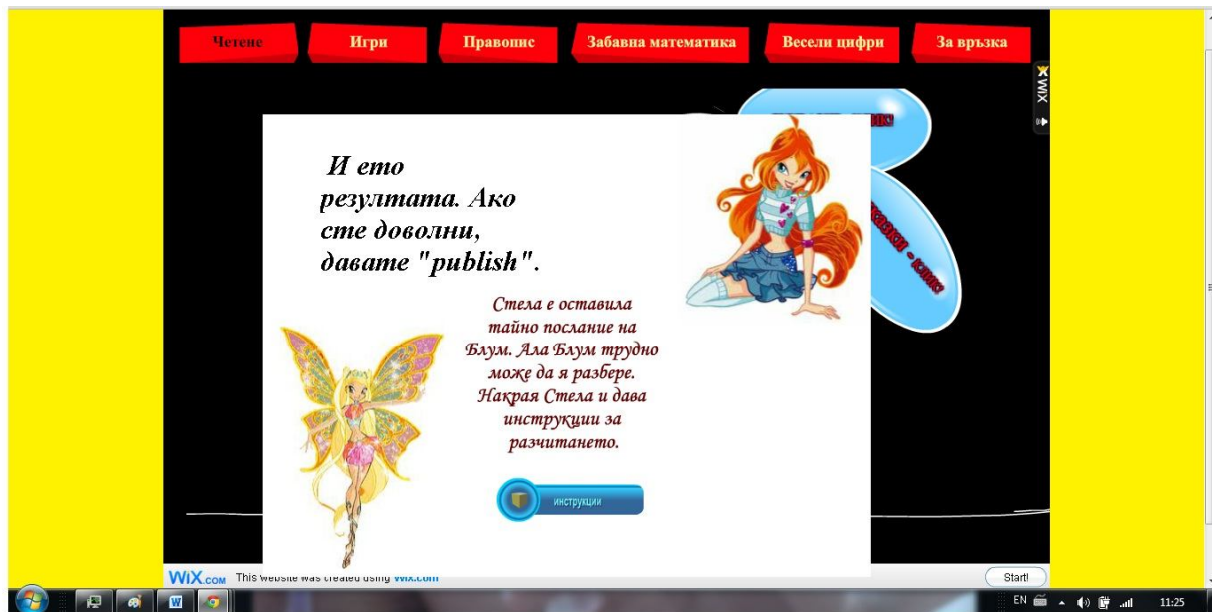 Четене
Игри
Правопис
Забавна математика
Весели цифри
За връзка
WiX
И ето
резултата. Ако
сте доволни,
давате "publish".
Стела е оставила
тайно послание на
Блум. Ала Блум трудно
може да я разбере.
Накрая Стела и дава
инструкции за
разчитането.
инструкции
WiX.com This website was created using Wix.com
Start!
EN
11:25